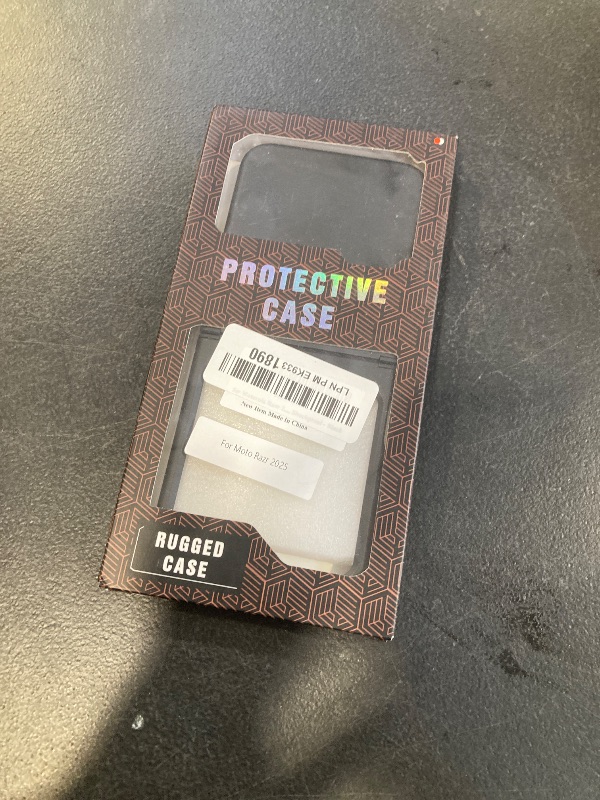 PROTECTIVE
CASE
LPN PM EK933 1890
New Item Made In China
For Moto Razr 2025
RUGGED
CASE